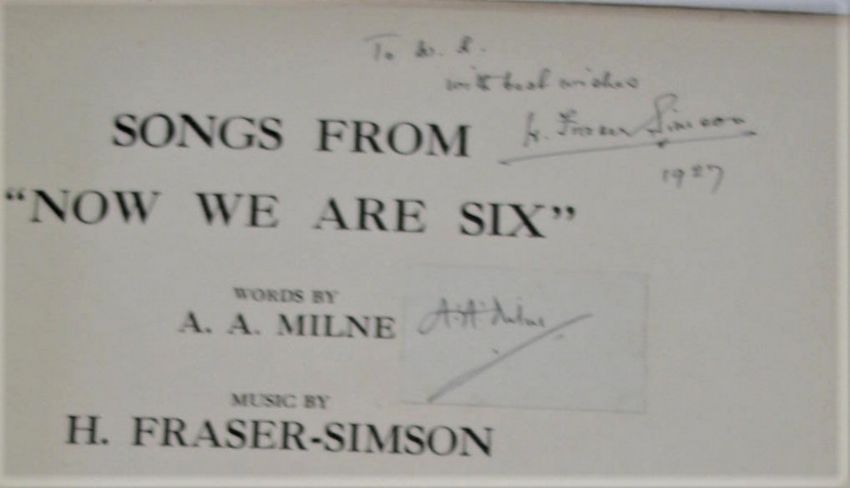 To W. R.
with best wishes
H. Fraser Simson
1927
SONGS FROM
“NOW WE ARE SIX”
WORDS BY
A. A. MILNE
A. A. Milne
MUSIC BY
H. FRASER-SIMSON